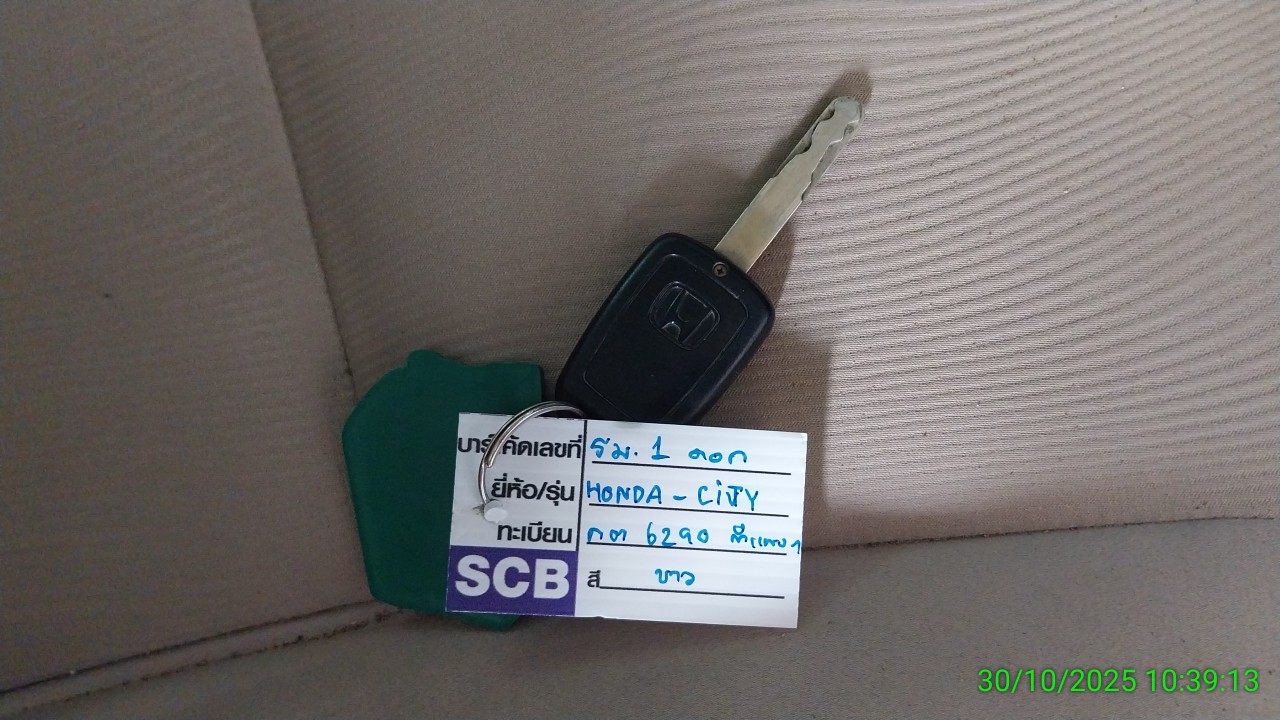 บาร์โค้ดเลขที่ รม. 1 ดอก
ยี่ห้อ/รุ่น HONDA - CITY
ทะเบียน กต 6290
SCB สี ขาว
30/10/2025 10:39:13